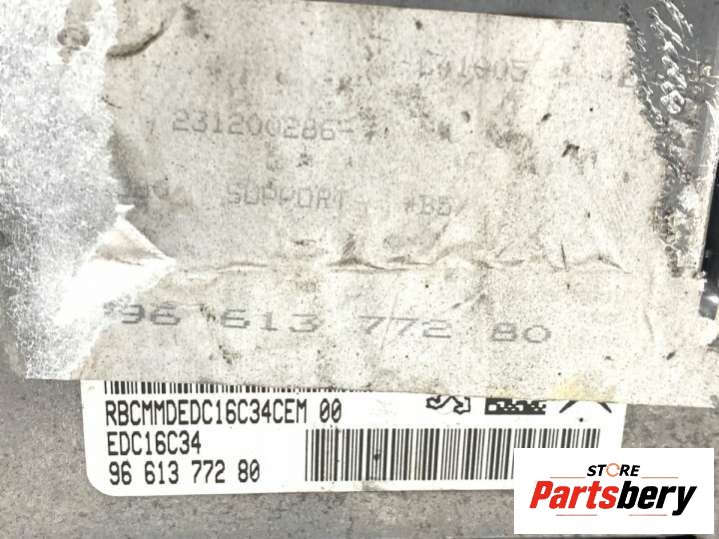 231200286-
SUPPORT
96 613 772 80
RBCMMDEDC16C34CEM 00
EDC16C34
96 613 772 80
STORE
Partsbery